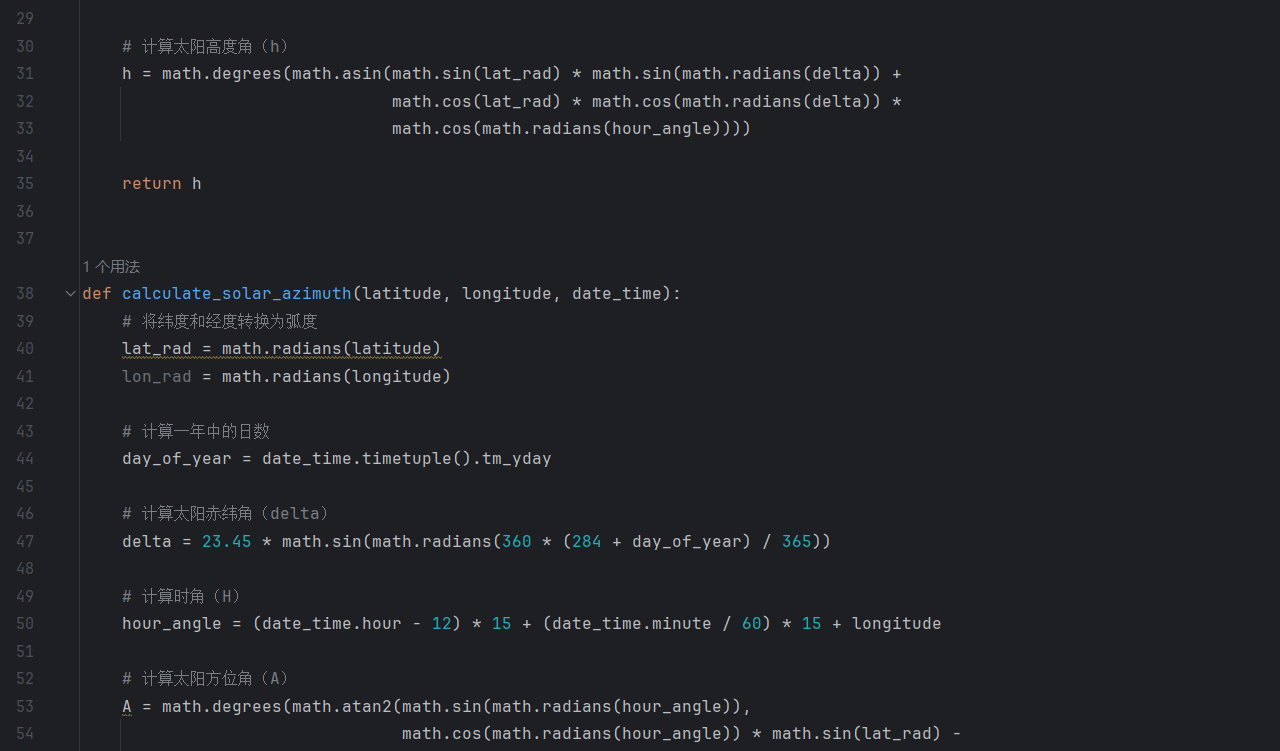 29
30 # 计算太阳高度角（h）
31 h = math.degrees(math.asin(math.sin(lat_rad) * math.sin(math.radians(delta)) +
32 math.cos(lat_rad) * math.cos(math.radians(delta)) *
33 math.cos(math.radians(hour_angle))))
34
35 return h
36
37
1 个用法
38 def calculate_solar_azimuth(latitude, longitude, date_time):
39 # 将纬度和经度转换为弧度
40 lat_rad = math.radians(latitude)
41 lon_rad = math.radians(longitude)
42
43 # 计算一年中的日数
44 day_of_year = date_time.timetuple().tm_yday
45
46 # 计算太阳赤纬角（delta）
47 delta = 23.45 * math.sin(math.radians(360 * (284 + day_of_year) / 365))
48
49 # 计算时角（H）
50 hour_angle = (date_time.hour - 12) * 15 + (date_time.minute / 60) * 15 + longitude
51
52 # 计算太阳方位角（A）
53 A = math.degrees(math.atan2(math.sin(math.radians(hour_angle)),
54 math.cos(math.radians(hour_angle)) * math.sin(lat_rad) -